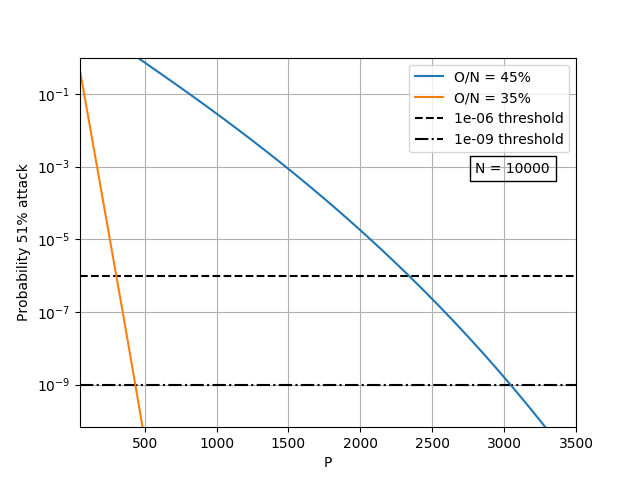 O/N = 45%
O/N = 35%
1e-06 threshold
1e-09 threshold
N = 10000
Probability 51% attack
10⁻¹
10⁻³
10⁻⁵
10⁻⁷
10⁻⁹
500 1000 1500 2000 2500 3000 3500
P